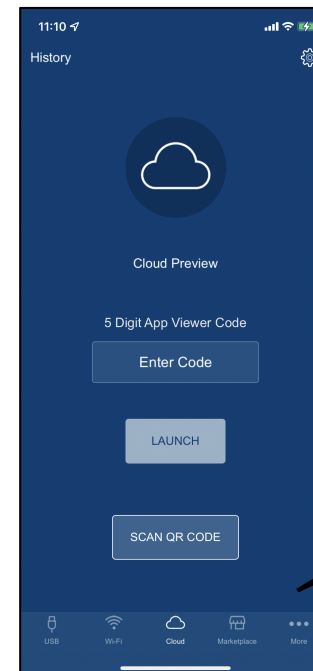 11:10
History
Cloud Preview
5 Digit App Viewer Code
Enter Code
LAUNCH
SCAN QR CODE
USB Wi-Fi Cloud Marketplace More